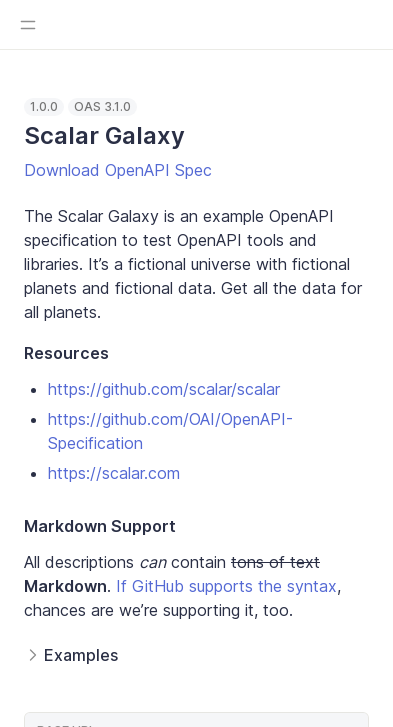 1.0.0 OAS 3.1.0
Scalar Galaxy
Download OpenAPI Spec
The Scalar Galaxy is an example OpenAPI
specification to test OpenAPI tools and
libraries. It’s a fictional universe with fictional
planets and fictional data. Get all the data for
all planets.
Resources
https://github.com/scalar/scalar
https://github.com/OAI/OpenAPI-
Specification
https://scalar.com
Markdown Support
All descriptions can contain tons of text
Markdown. If GitHub supports the syntax,
chances are we’re supporting it, too.
Examples